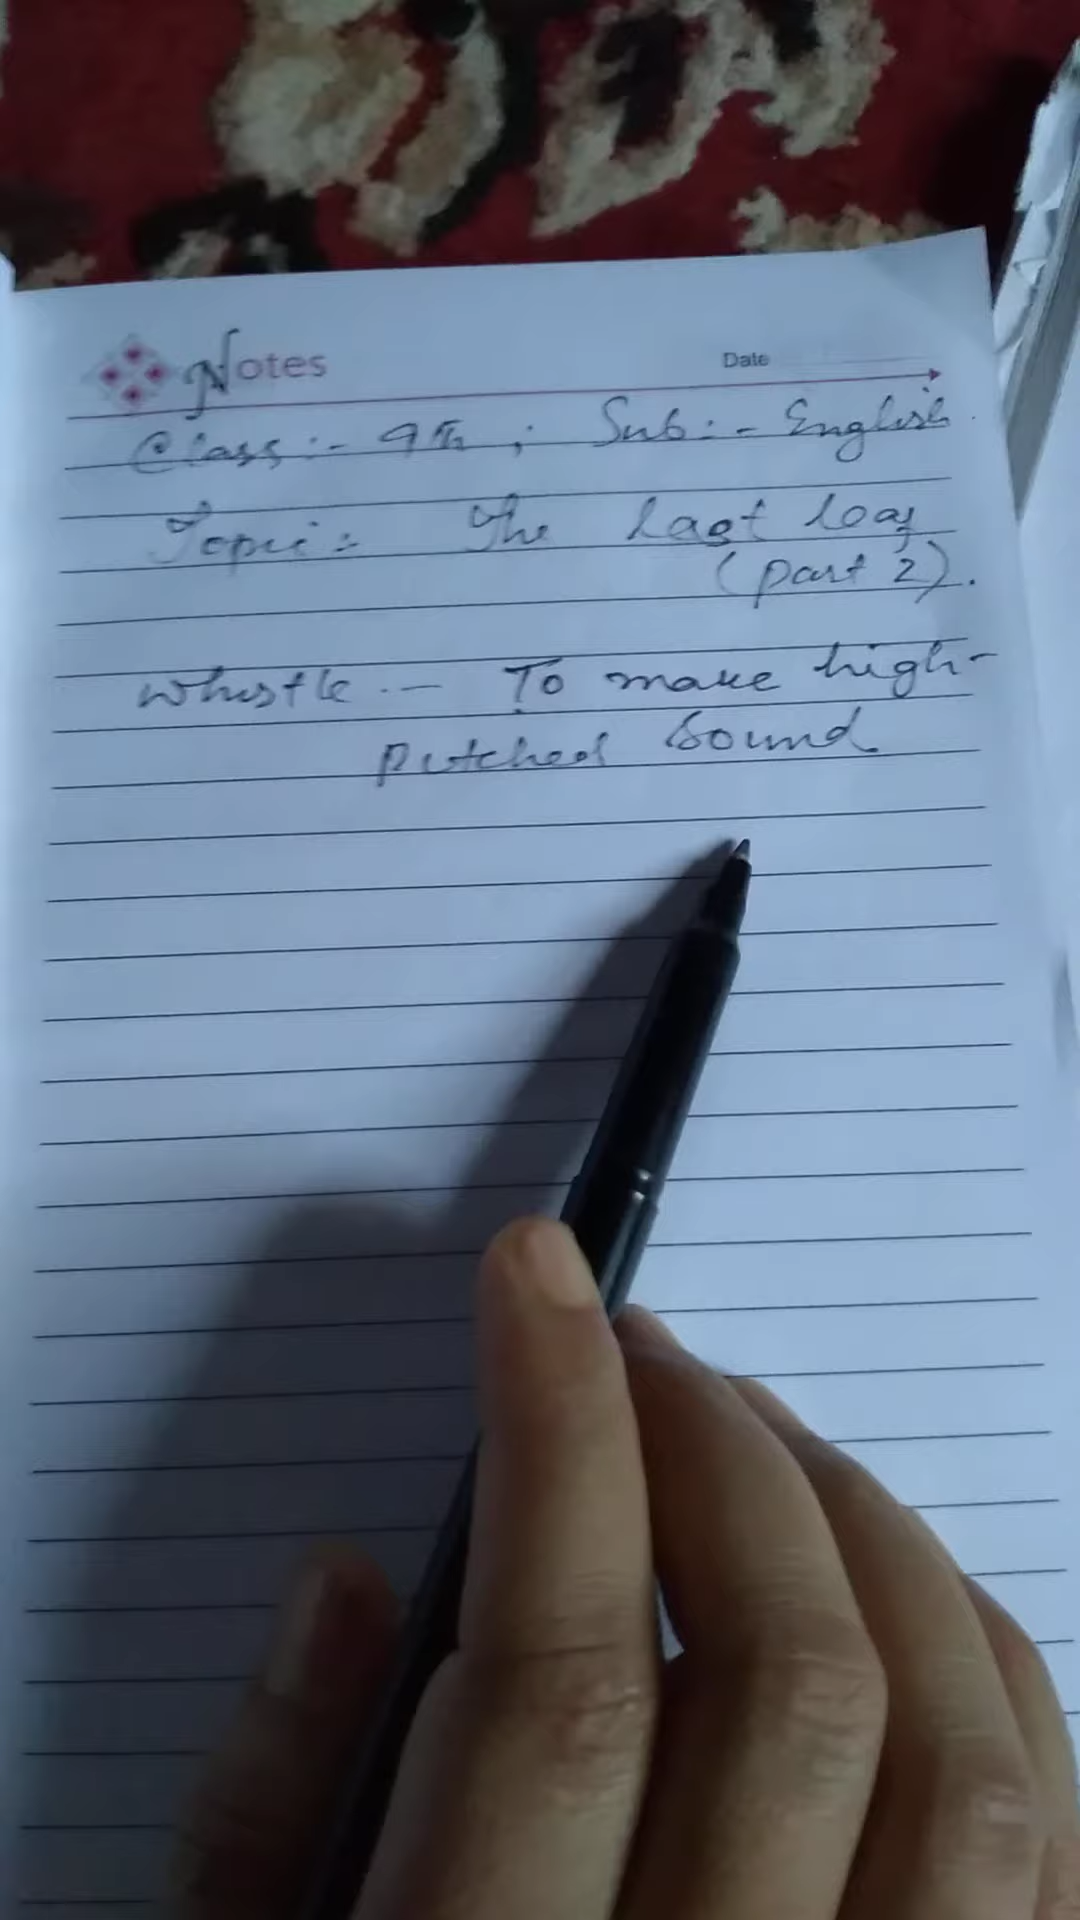 Notes
Date
Class:- 9th ; Sub:- English.
Topic:- The Last leaf
(part 2).
Whistle :- To make high-
pitched sound